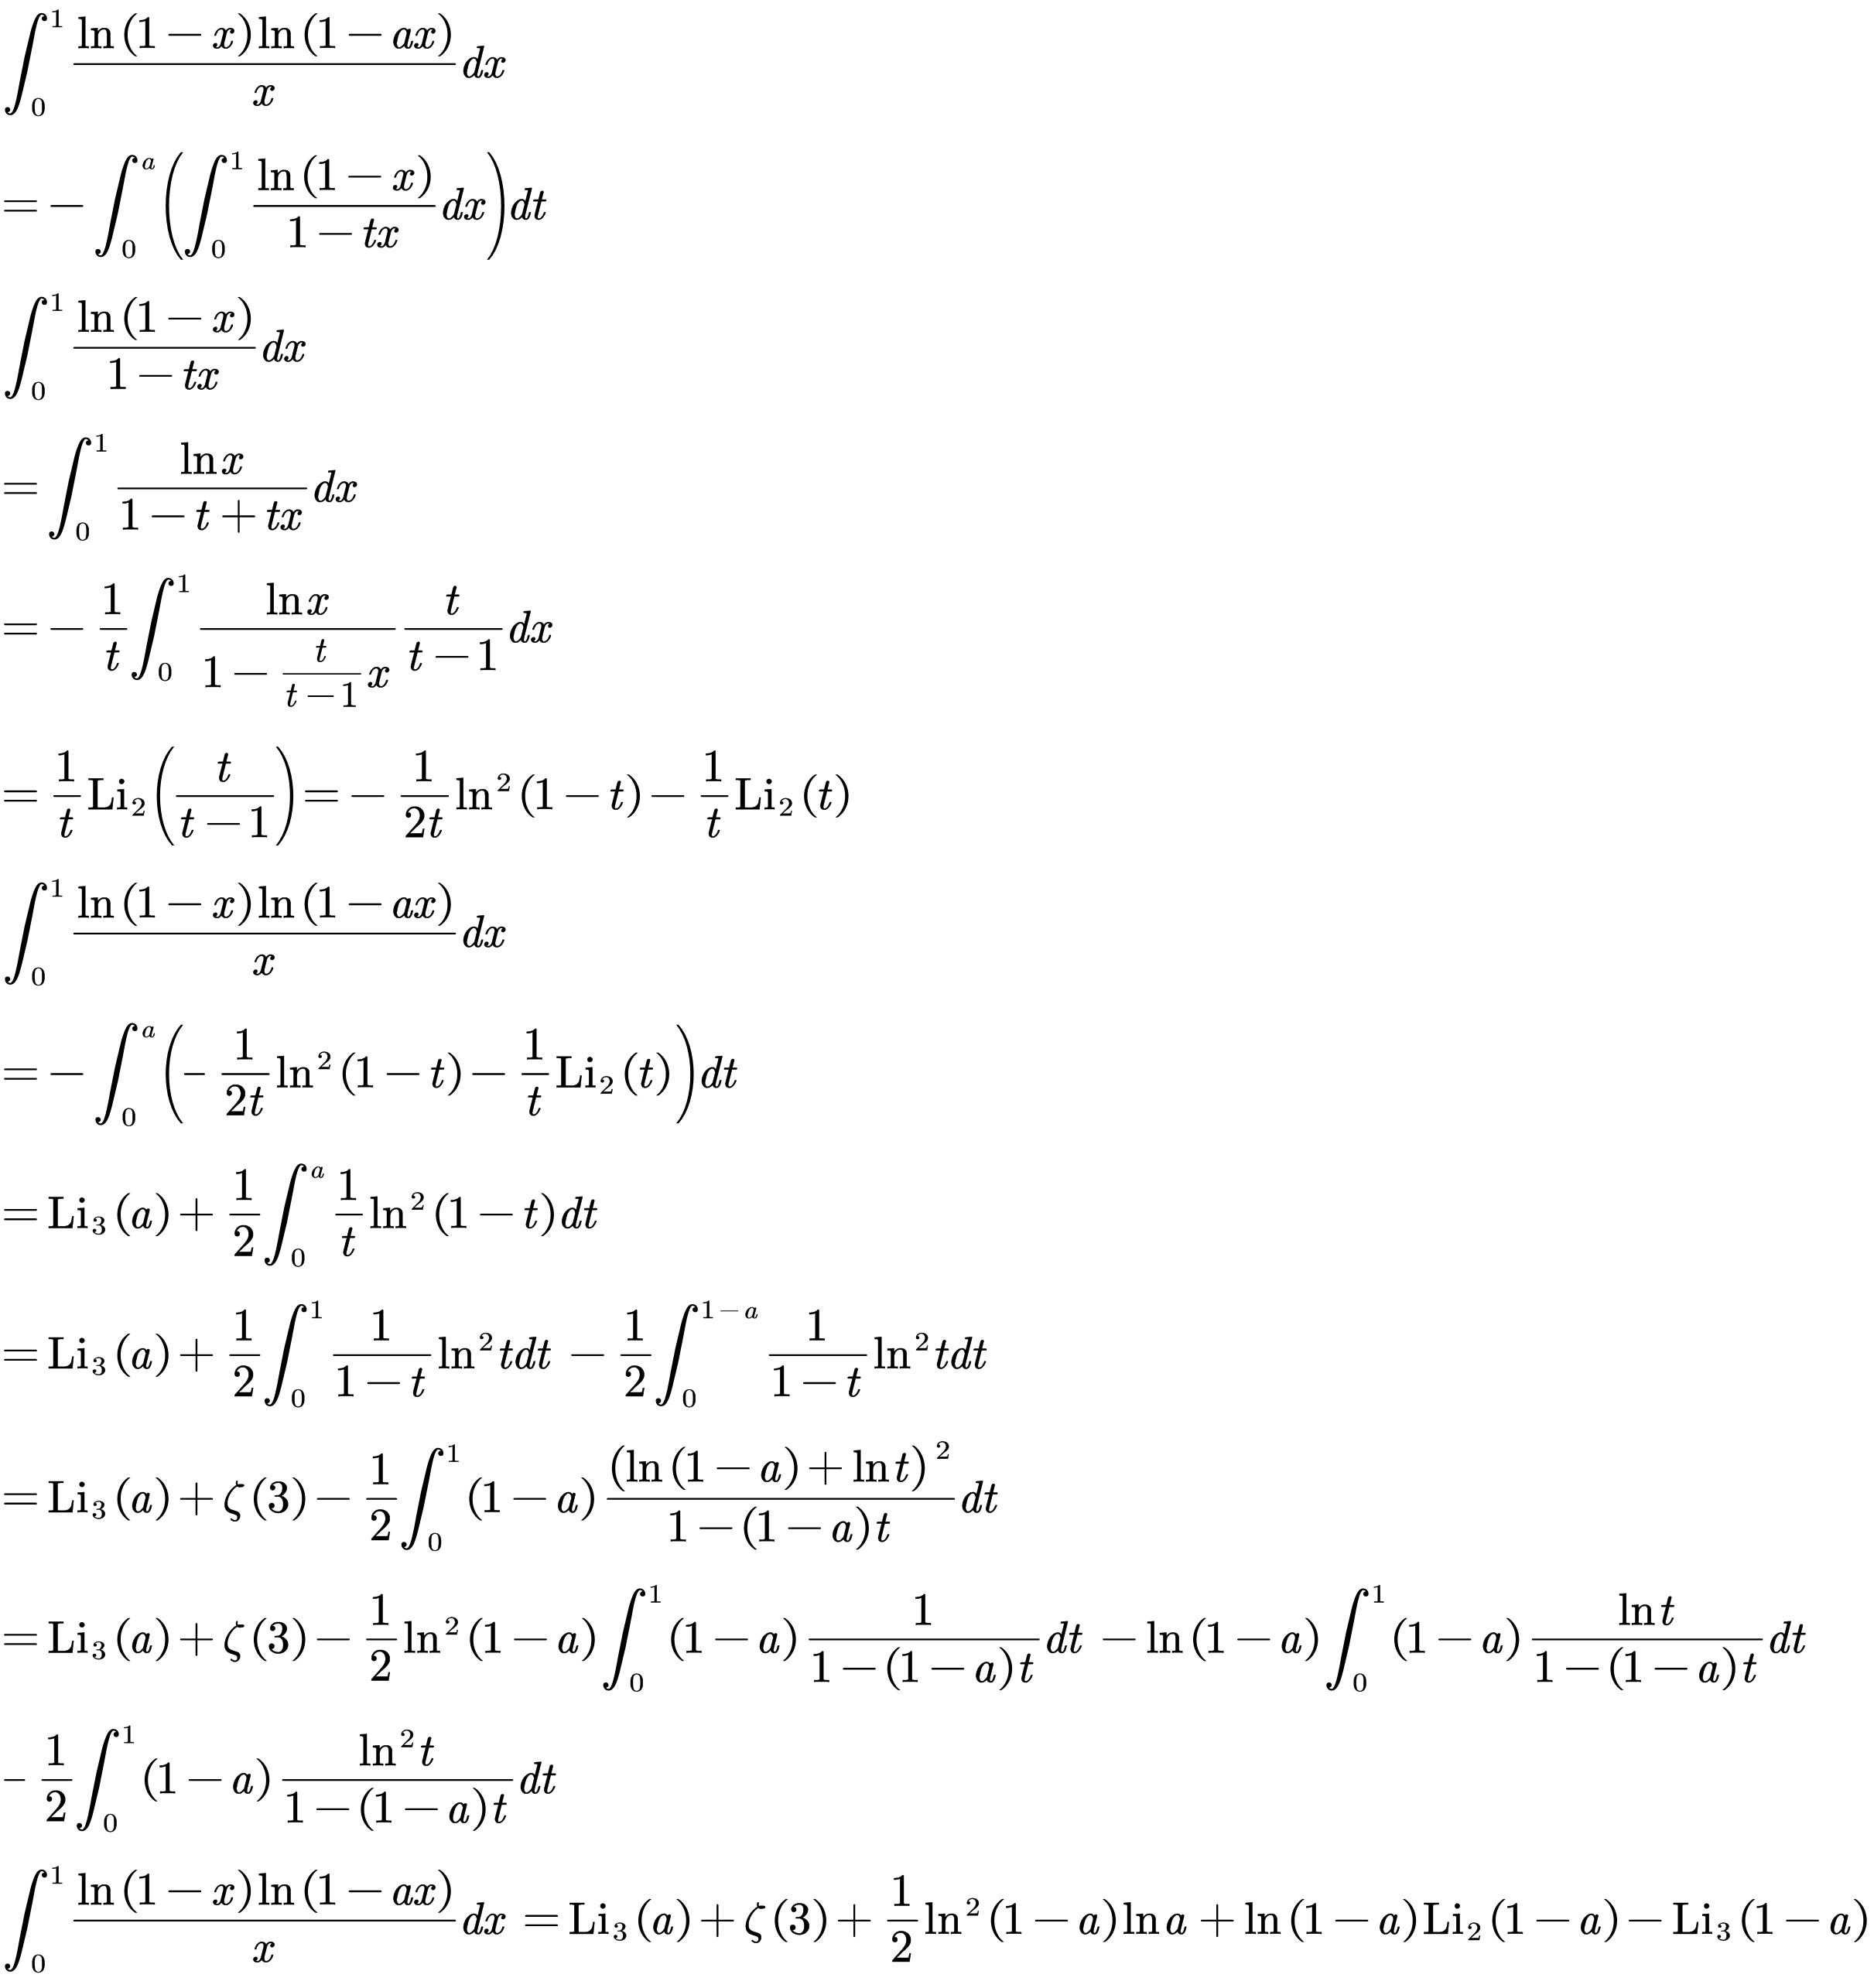 \int_0^1 \frac{\ln(1-x)\ln(1-ax)}{x}dx
=-\int_0^a\left(\int_0^1 \frac{\ln(1-x)}{1-tx}dx\right)dt
\int_0^1 \frac{\ln(1-x)}{1-tx}dx
=\int_0^1 \frac{\ln x}{1-t+tx}dx
=-\frac{1}{t}\int_0^1 \frac{\ln x}{1-\frac{t}{t-1}x}\frac{t}{t-1}dx
=\frac{1}{t}\mathrm{Li}_2\left(\frac{t}{t-1}\right)=-\frac{1}{2t}\ln^2(1-t)-\frac{1}{t}\mathrm{Li}_2(t)
\int_0^1 \frac{\ln(1-x)\ln(1-ax)}{x}dx
=-\int_0^a\left(-\frac{1}{2t}\ln^2(1-t)-\frac{1}{t}\mathrm{Li}_2(t)\right)dt
=\mathrm{Li}_3(a)+\frac{1}{2}\int_0^a \frac{1}{t}\ln^2(1-t)dt
=\mathrm{Li}_3(a)+\frac{1}{2}\int_0^1 \frac{1}{1-t}\ln^2 tdt-\frac{1}{2}\int_0^{1-a} \frac{1}{1-t}\ln^2 tdt
=\mathrm{Li}_3(a)+\zeta(3)-\frac{1}{2}\int_0^1 (1-a)\frac{(\ln(1-a)+\ln t)^2}{1-(1-a)t}dt
=\mathrm{Li}_3(a)+\zeta(3)-\frac{1}{2}\ln^2(1-a)\int_0^1 (1-a)\frac{1}{1-(1-a)t}dt-\ln(1-a)\int_0^1 (1-a)\frac{\ln t}{1-(1-a)t}dt
-\frac{1}{2}\int_0^1 (1-a)\frac{\ln^2 t}{1-(1-a)t}dt
\int_0^1 \frac{\ln(1-x)\ln(1-ax)}{x}dx=\mathrm{Li}_3(a)+\zeta(3)+\frac{1}{2}\ln^2(1-a)\ln a+\ln(1-a)\mathrm{Li}_2(1-a)-\mathrm{Li}_3(1-a)